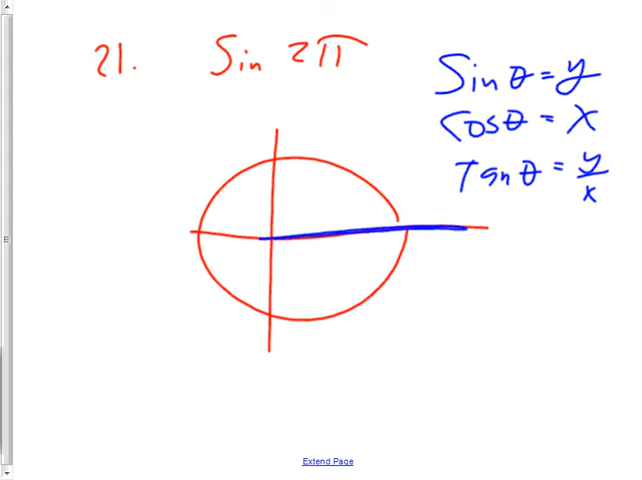 21. Sin 2π
Sin θ = y
Cos θ = x
Tan θ = y/x
Extend Page